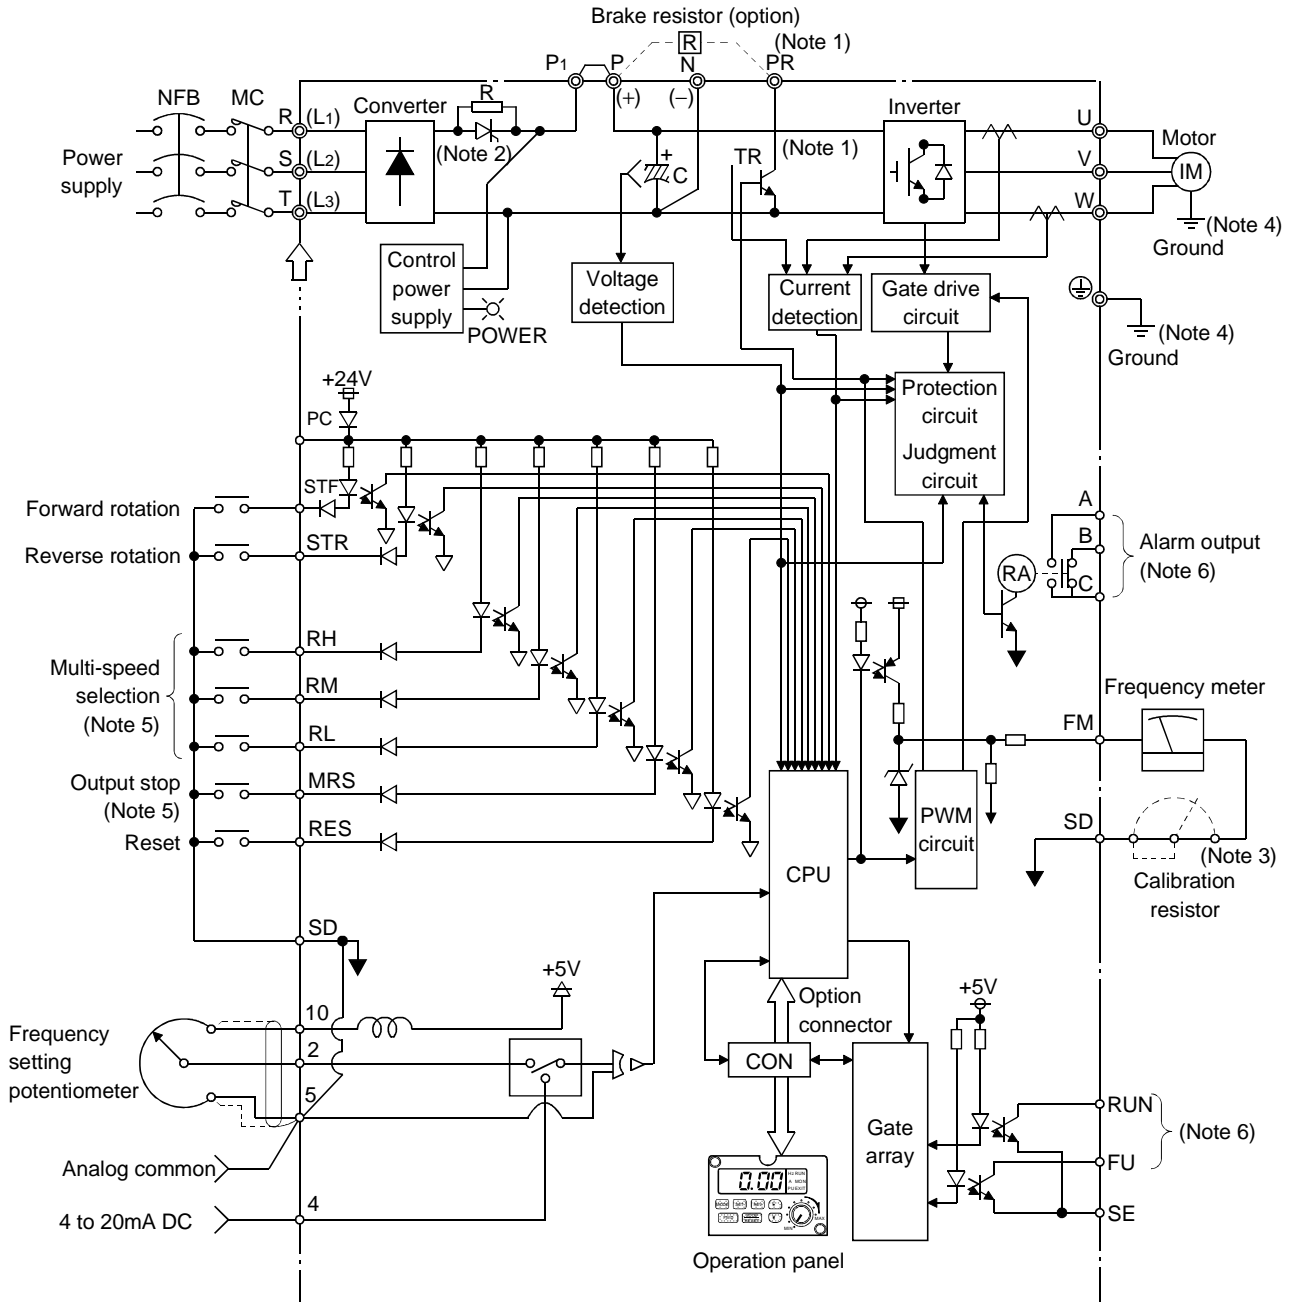 Brake resistor (option)
R
(Note 1)
P1
P
N
PR
(+)
(−)
NFB
MC
R
(L1)
Converter
R
Inverter
U
Motor
Power
supply
S
(L2)
(Note 2)
+
C
TR
(Note 1)
V
IM
T
(L3)
W
(Note 4)
Ground
Control
power
supply
POWER
Voltage
detection
Current
detection
Gate drive
circuit
(Note 4)
Ground
+24V
PC
Protection
circuit
Judgment
circuit
STF
Forward rotation
A
Reverse rotation
STR
B
Alarm output
(Note 6)
RA
C
RH
Multi-speed
selection
(Note 5)
RM
RL
Frequency meter
FM
Output stop
(Note 5)
MRS
Reset
RES
PWM
circuit
SD
(Note 3)
Calibration
resistor
CPU
SD
+5V
+5V
Option
connector
10
Frequency
setting
potentiometer
2
5
CON
Gate
array
RUN
(Note 6)
FU
SE
Analog common
4
4 to 20mA DC
0.00
MIN
MAX
Operation panel